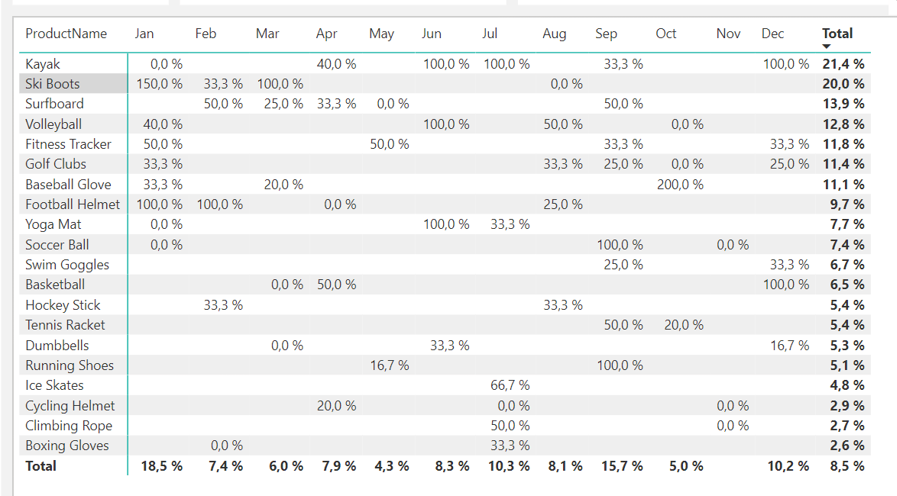 ProductName Jan Feb Mar Apr May Jun Jul Aug Sep Oct Nov Dec Total
Kayak 0,0 % 40,0 % 100,0 % 100,0 % 33,3 % 100,0 % 21,4 %
Ski Boots 150,0 % 33,3 % 100,0 % 0,0 % 20,0 %
Surfboard 50,0 % 25,0 % 33,3 % 0,0 % 50,0 % 13,9 %
Volleyball 40,0 % 100,0 % 50,0 % 0,0 % 12,8 %
Fitness Tracker 50,0 % 50,0 % 33,3 % 33,3 % 11,8 %
Golf Clubs 33,3 % 33,3 % 25,0 % 0,0 % 25,0 % 11,4 %
Baseball Glove 33,3 % 20,0 % 200,0 % 11,1 %
Football Helmet 100,0 % 100,0 % 0,0 % 25,0 % 9,7 %
Yoga Mat 0,0 % 100,0 % 33,3 % 7,7 %
Soccer Ball 0,0 % 100,0 % 0,0 % 7,4 %
Swim Goggles 25,0 % 33,3 % 6,7 %
Basketball 0,0 % 50,0 % 100,0 % 6,5 %
Hockey Stick 33,3 % 33,3 % 5,4 %
Tennis Racket 50,0 % 20,0 % 5,4 %
Dumbbells 0,0 % 33,3 % 16,7 % 5,3 %
Running Shoes 16,7 % 100,0 % 5,1 %
Ice Skates 66,7 % 4,8 %
Cycling Helmet 20,0 % 0,0 % 0,0 % 2,9 %
Climbing Rope 50,0 % 0,0 % 2,7 %
Boxing Gloves 0,0 % 33,3 % 2,6 %
Total 18,5 % 7,4 % 6,0 % 7,9 % 4,3 % 8,3 % 10,3 % 8,1 % 15,7 % 5,0 % 10,2 % 8,5 %